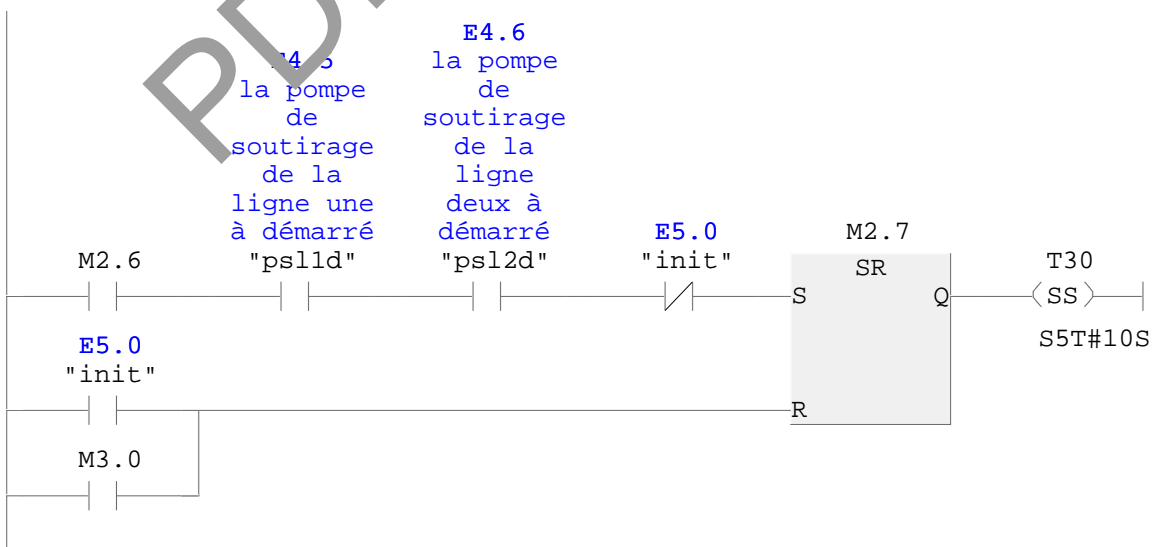 PD
E4.6
la pompe
de
soutirage
de la
ligne
deux à
démarré
"psl2d"
la pompe
de
soutirage
de la
ligne une
à démarré
"psl1d"
M2.6
E5.0
"init"
M2.7
SR
S
Q
R
T30
SS
S5T#10S
E5.0
"init"
M3.0